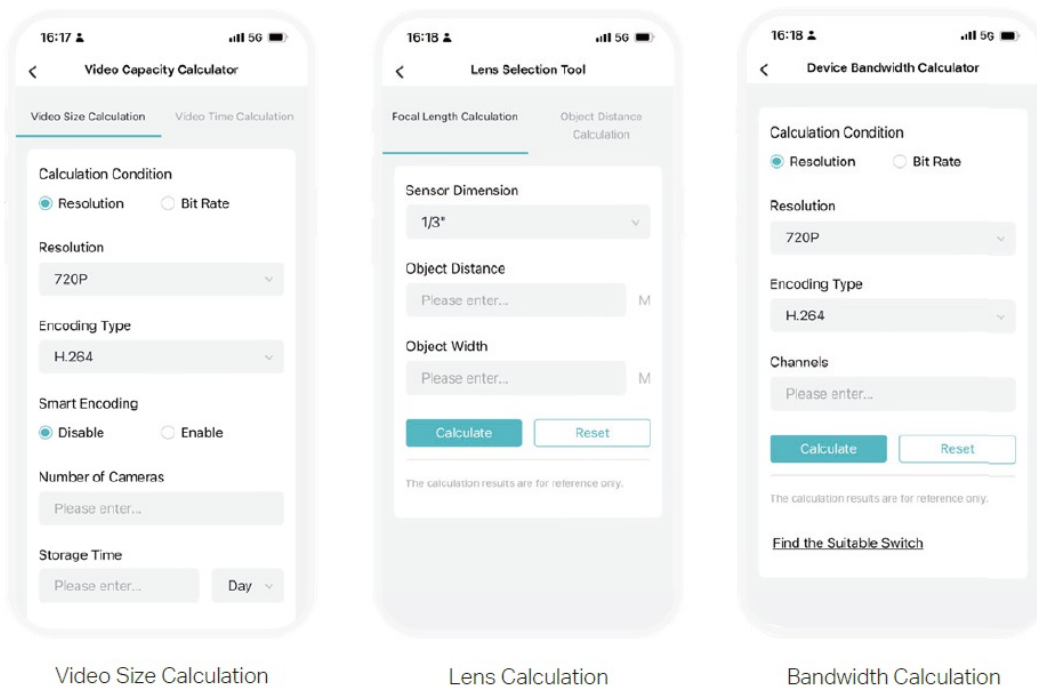 16:17
5G
Video Capacity Calculator
Video Size Calculation
Video Time Calculation
Calculation Condition
Resolution
Bit Rate
Resolution
720P
Encoding Type
H.264
Smart Encoding
Disable
Enable
Number of Cameras
Please enter...
Storage Time
Please enter...
Day
Video Size Calculation
16:18
5G
Lens Selection Tool
Focal Length Calculation
Object Distance
Calculation
Sensor Dimension
1/3"
Object Distance
Please enter...
M
Object Width
Please enter...
M
Calculate
Reset
The calculation results are for reference only.
Lens Calculation
16:18
5G
Device Bandwidth Calculator
Calculation Condition
Resolution
Bit Rate
Resolution
720P
Encoding Type
H.264
Channels
Please enter...
Calculate
Reset
The calculation results are for reference only.
Find the Suitable Switch
Bandwidth Calculation